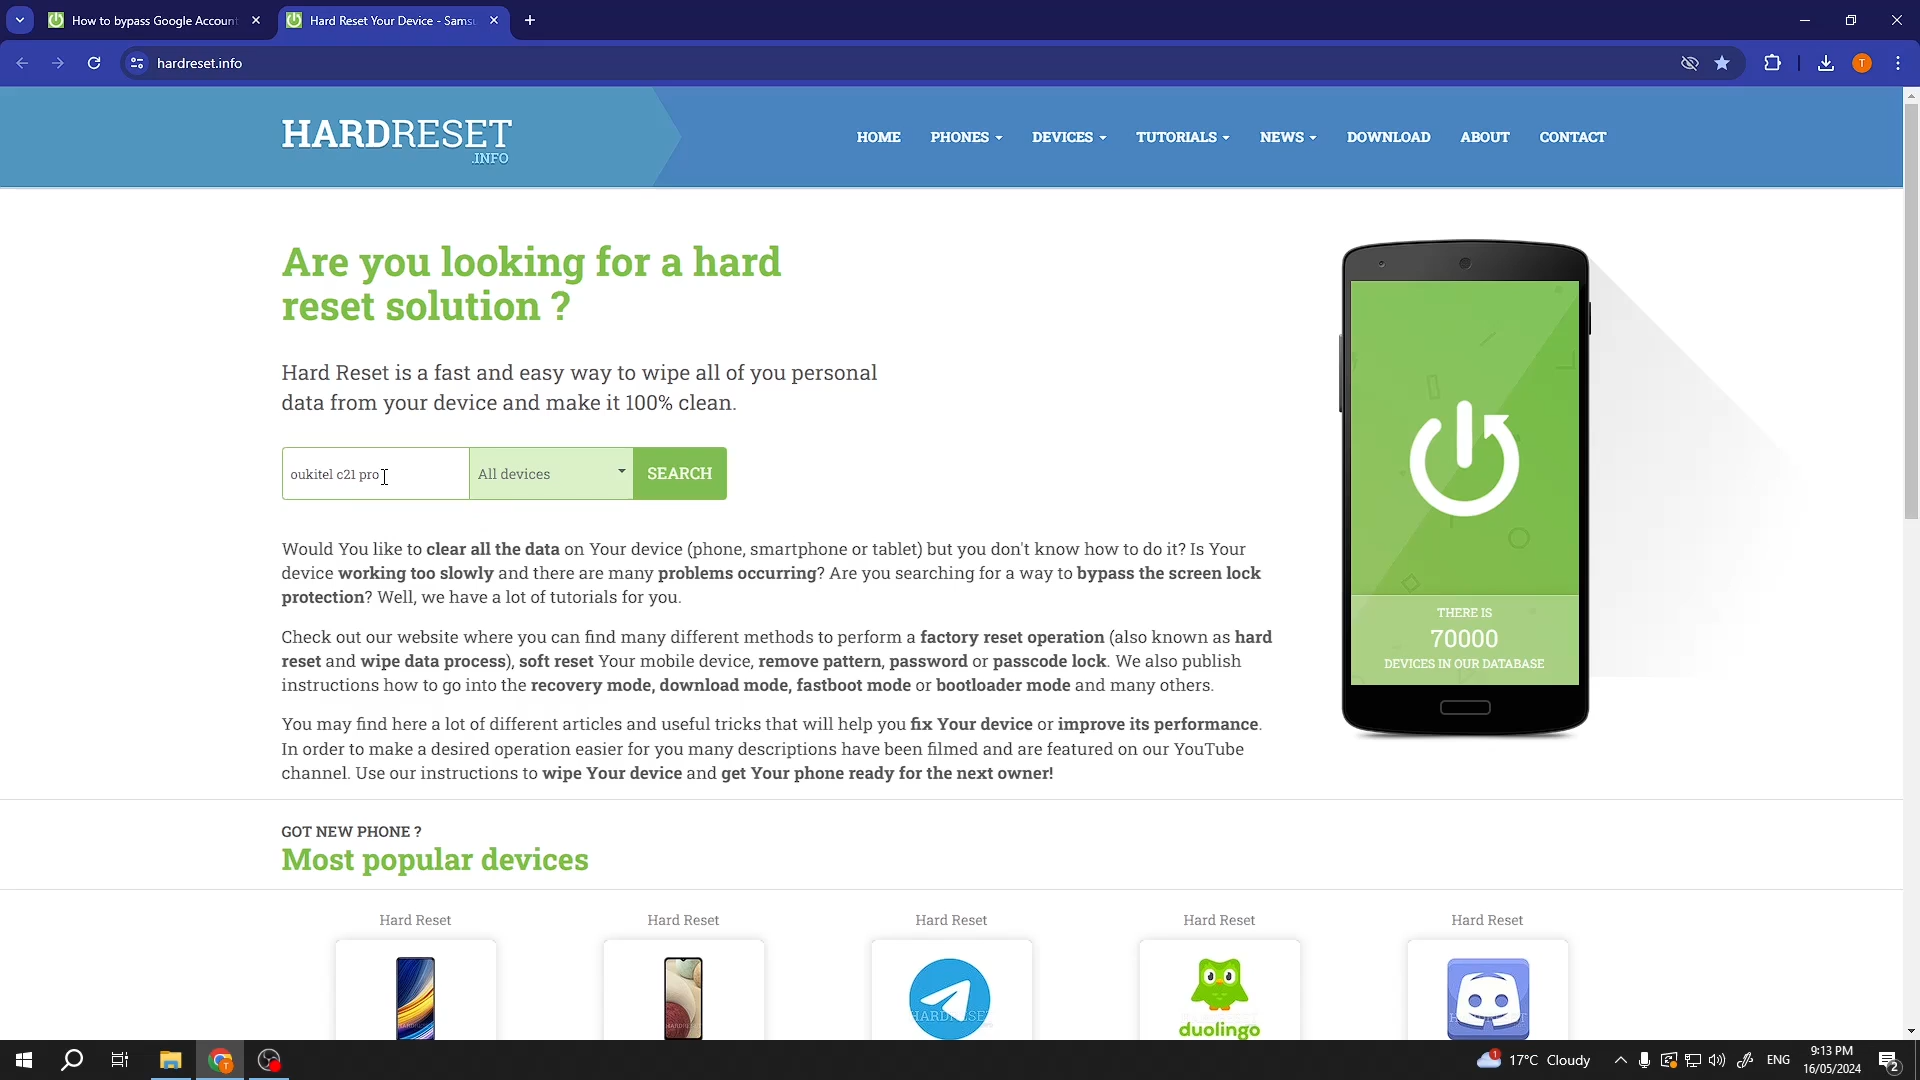 How to bypass Google Account
Hard Reset Your Device - Sams
hardreset.info
T
HARDRESET
.INFO
HOME
PHONES
DEVICES
TUTORIALS
NEWS
DOWNLOAD
ABOUT
CONTACT
Are you looking for a hard
reset solution ?
Hard Reset is a fast and easy way to wipe all of you personal
data from your device and make it 100% clean.
oukitel c21 pro
All devices
SEARCH
Would You like to clear all the data on Your device (phone, smartphone or tablet) but you don't know how to do it? Is Your
device working too slowly and there are many problems occurring? Are you searching for a way to bypass the screen lock
protection? Well, we have a lot of tutorials for you.
Check out our website where you can find many different methods to perform a factory reset operation (also known as hard
reset and wipe data process), soft reset Your mobile device, remove pattern, password or passcode lock. We also publish
instructions how to go into the recovery mode, download mode, fastboot mode or bootloader mode and many others.
You may find here a lot of different articles and useful tricks that will help you fix Your device or improve its performance.
In order to make a desired operation easier for you many descriptions have been filmed and are featured on our YouTube
channel. Use our instructions to wipe Your device and get Your phone ready for the next owner!
THERE IS
70000
DEVICES IN OUR DATABASE
GOT NEW PHONE ?
Most popular devices
Hard Reset
Hard Reset
Hard Reset
Hard Reset
Hard Reset
duolingo
1
17°C Cloudy
ENG
9:13 PM
16/05/2024
2